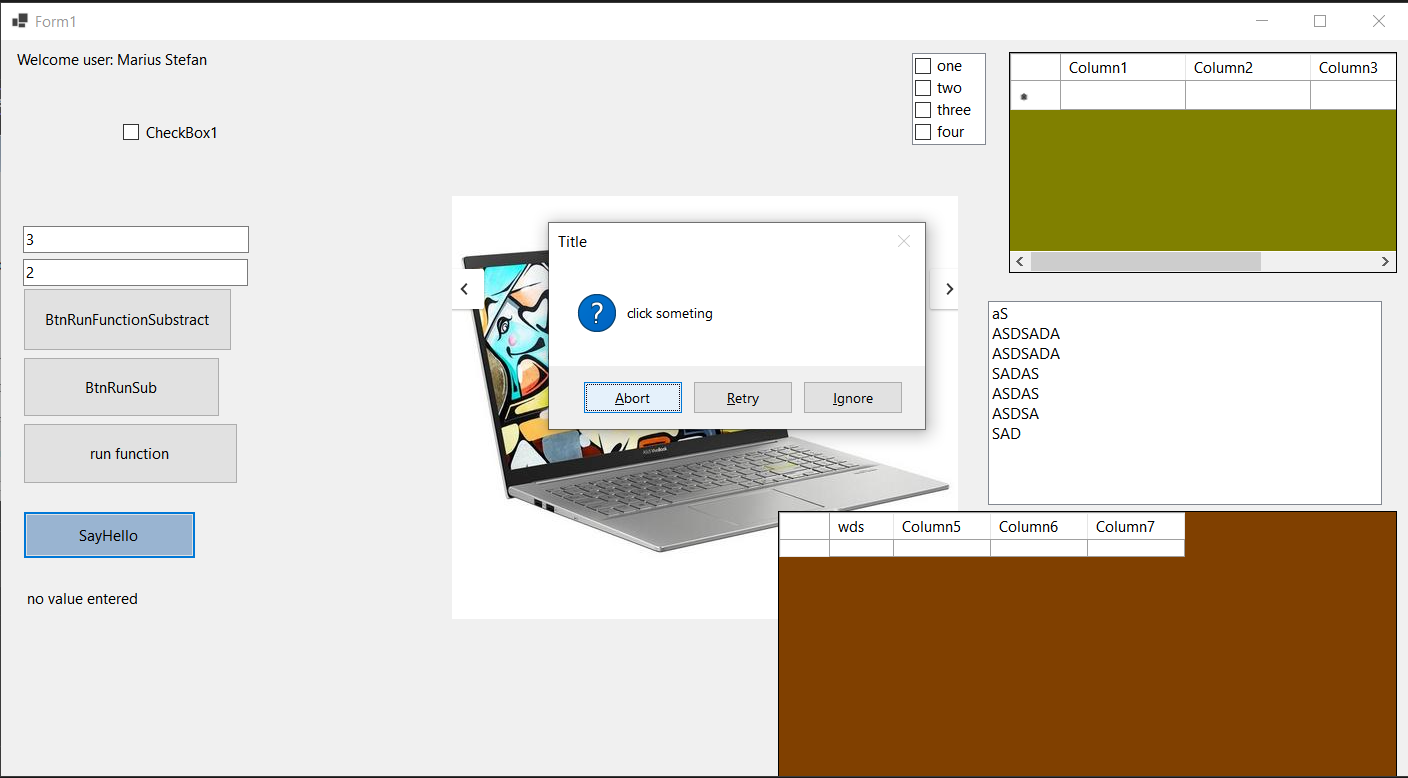 Form1
Welcome user: Marius Stefan
CheckBox1
one
two
three
four
Column1 Column2 Column3
3
2
BtnRunFunctionSubstract
BtnRunSub
run function
SayHello
no value entered
Title
click someting
Abort Retry Ignore
ASUS VivoBook
aS
ASDSADA
ASDSADA
SADAS
ASDAS
ASDSA
SAD
wds Column5 Column6 Column7